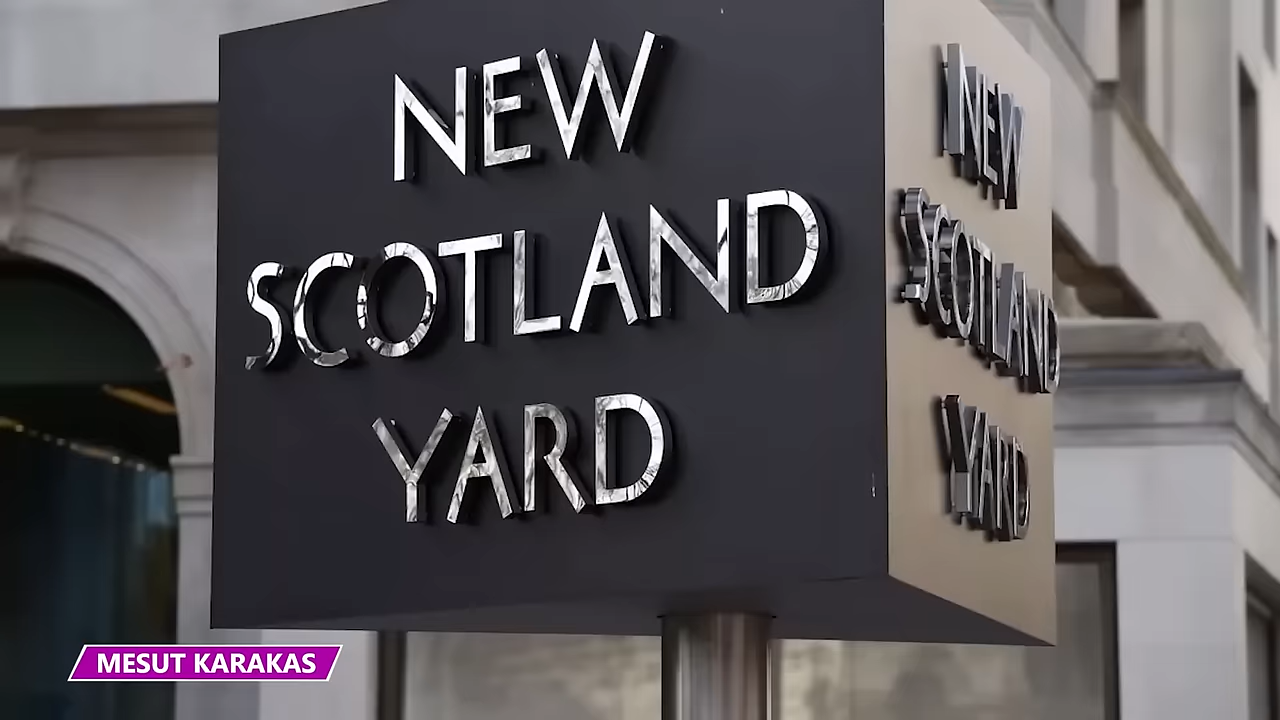 NEW
SCOTLAND
YARD
NEW
SCOTLAND
YARD
MESUT KARAKAS